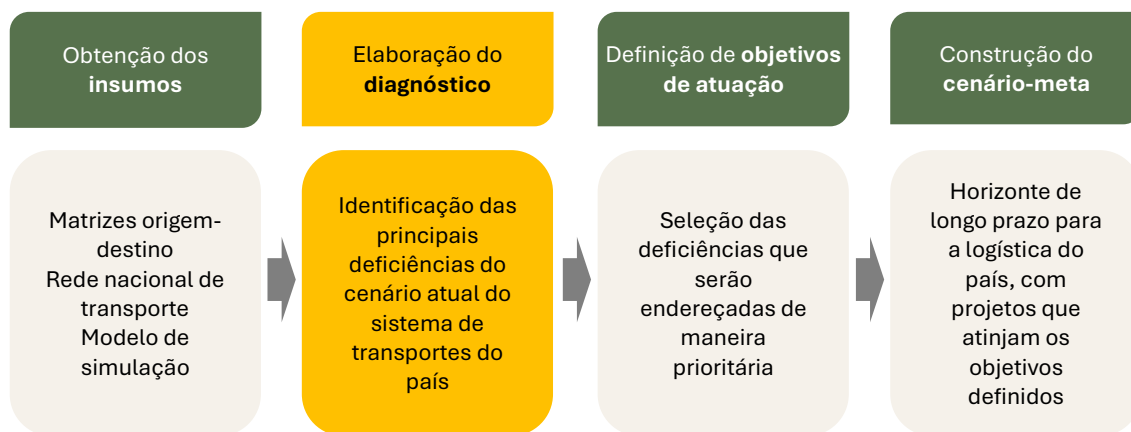 Obtenção dos
insumos
Elaboração do
diagnóstico
Definição de objetivos
de atuação
Construção do
cenário-meta
Matrizes origem-
destino
Rede nacional de
transporte
Modelo de
simulação
Identificação das
principais
deficiências do
cenário atual do
sistema de
transportes do
país
Seleção das
deficiências que
serão
endereçadas de
maneira
prioritária
Horizonte de
longo prazo para
a logística do
país, com
projetos que
atinjam os
objetivos
definidos